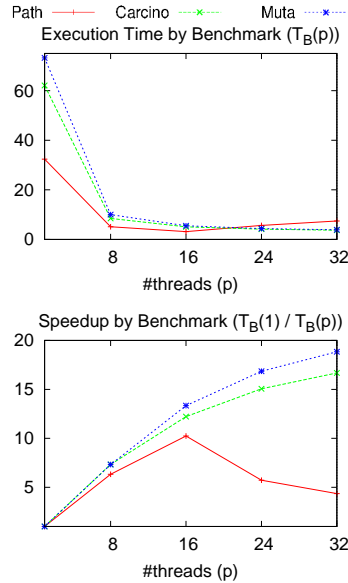 Path Carcino Muta
Execution Time by Benchmark (T_B(p))
60
40
20
0
8 16 24 32
#threads (p)
Speedup by Benchmark (T_B(1) / T_B(p))
20
15
10
5
8 16 24 32
#threads (p)